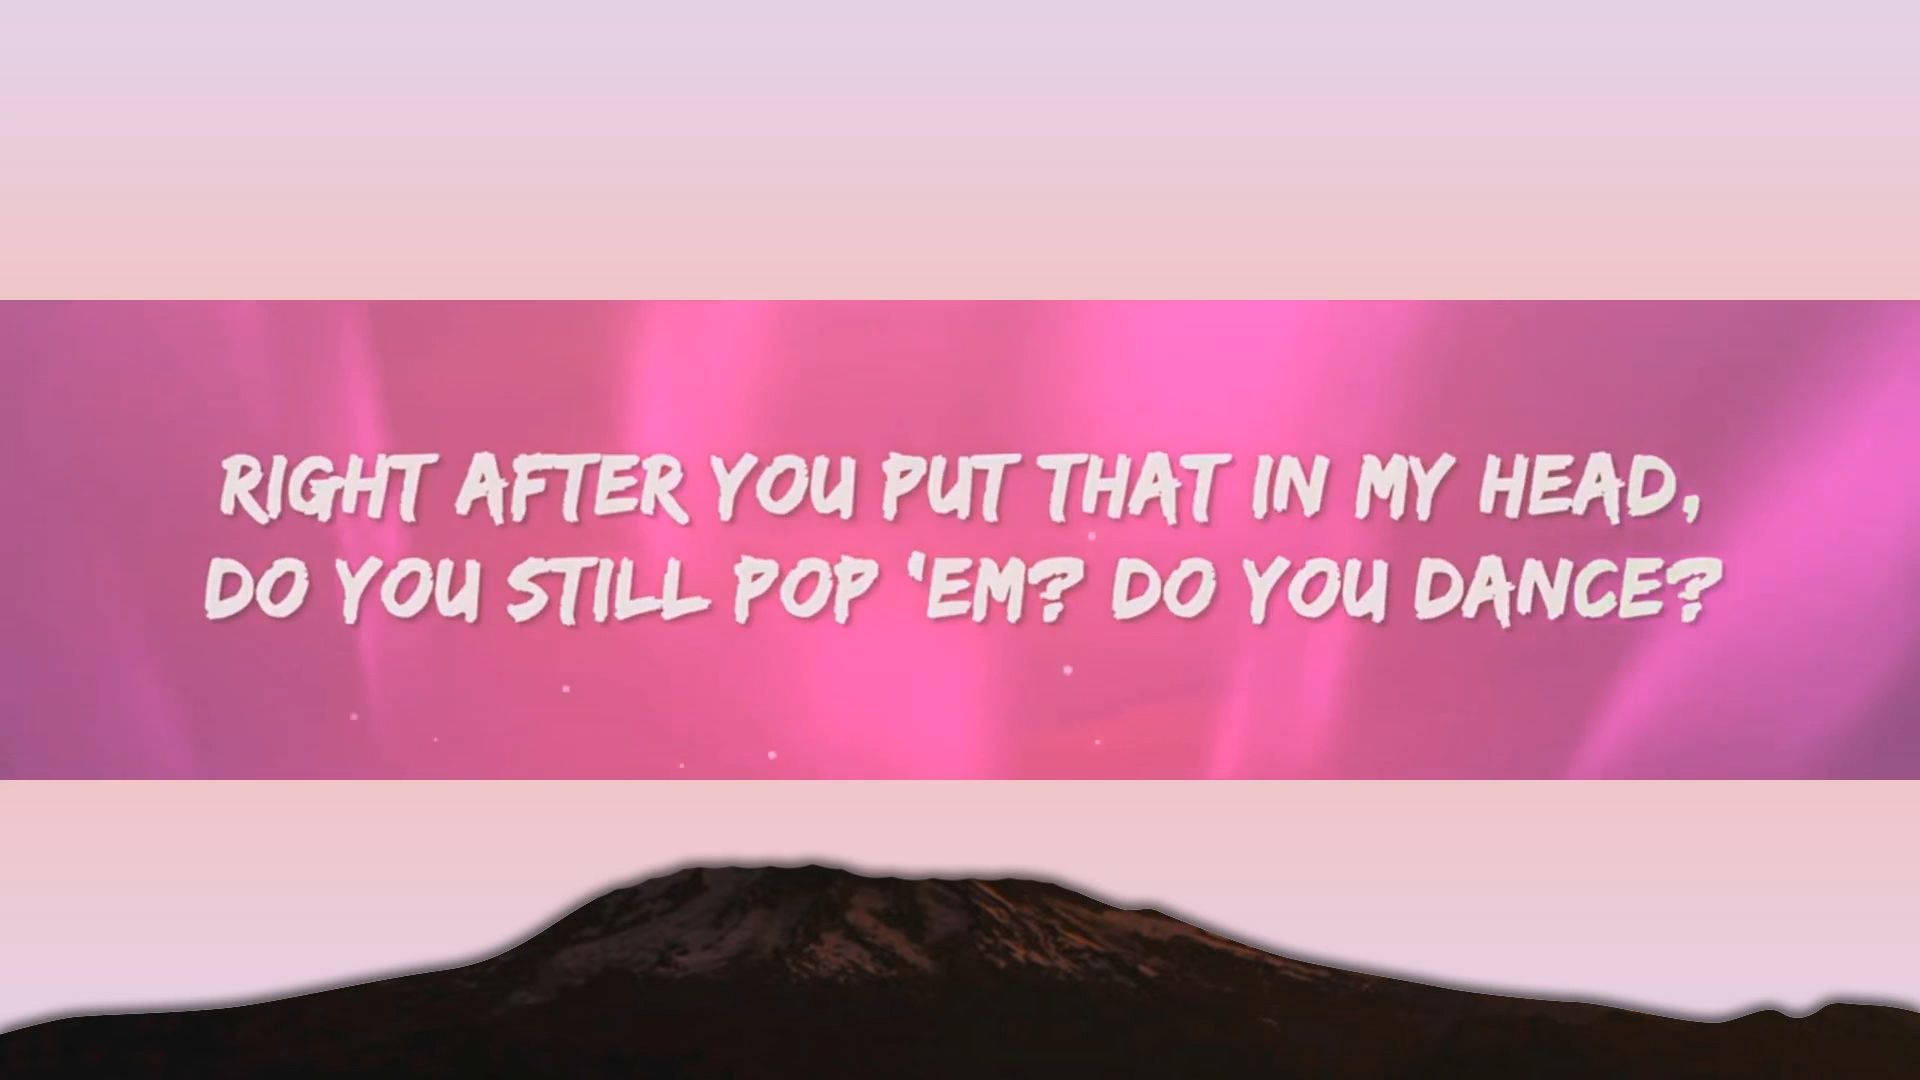 RIGHT AFTER YOU PUT THAT IN MY HEAD,
DO YOU STILL POP 'EM? DO YOU DANCE?